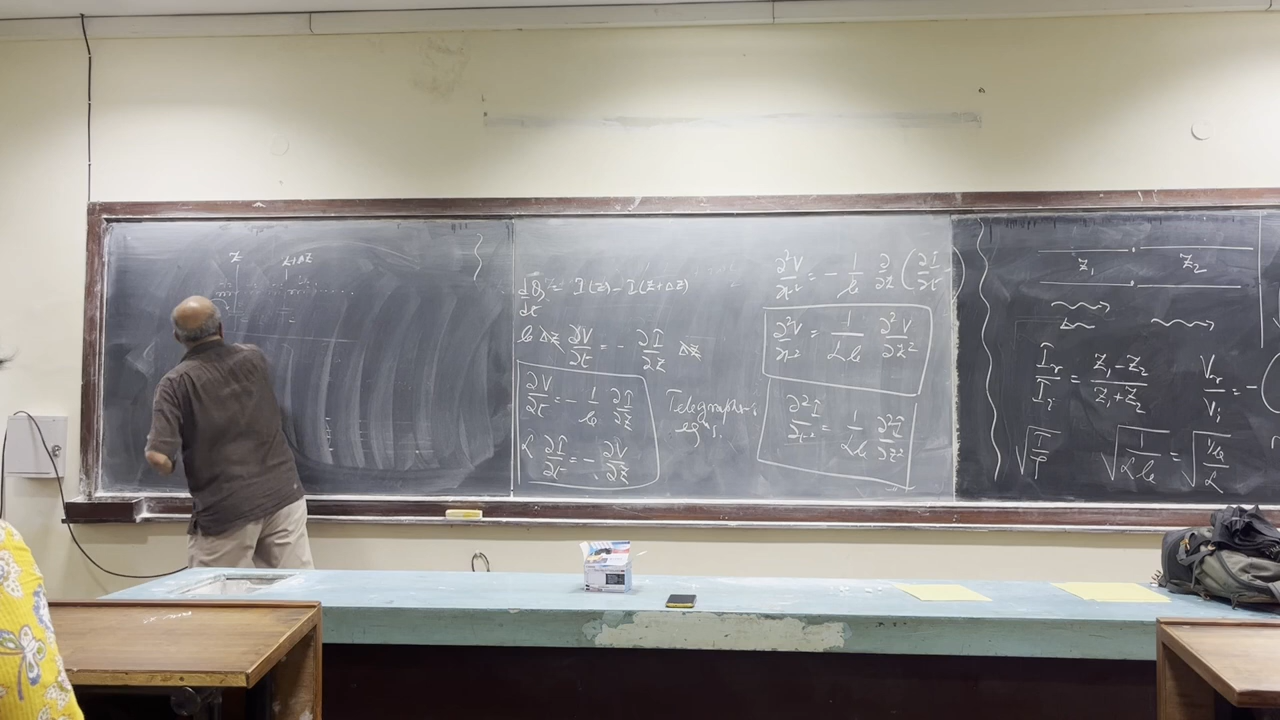 z z+Δz
dQ/dt = I(z) - I(z+Δz)
𝒞 Δz ∂V/∂t = - ∂I/∂z Δz
∂V/∂t = - 1/𝒞 ∂I/∂z
ℒ ∂I/∂t = - ∂V/∂z
Telegrapher's
eqn.
∂²V/∂t² = - 1/𝒞 ∂/∂z (∂I/∂t)
∂²V/∂t² = 1/ℒ𝒞 ∂²V/∂z²
∂²I/∂t² = 1/ℒ𝒞 ∂²I/∂z²
Z₁ Z₂
I_r/I_i = Z₁-Z₂/Z₁+Z₂ V_r/V_i = -(
√T/ρ √1/ℒ𝒞 = √(1/𝒞)/ℒ